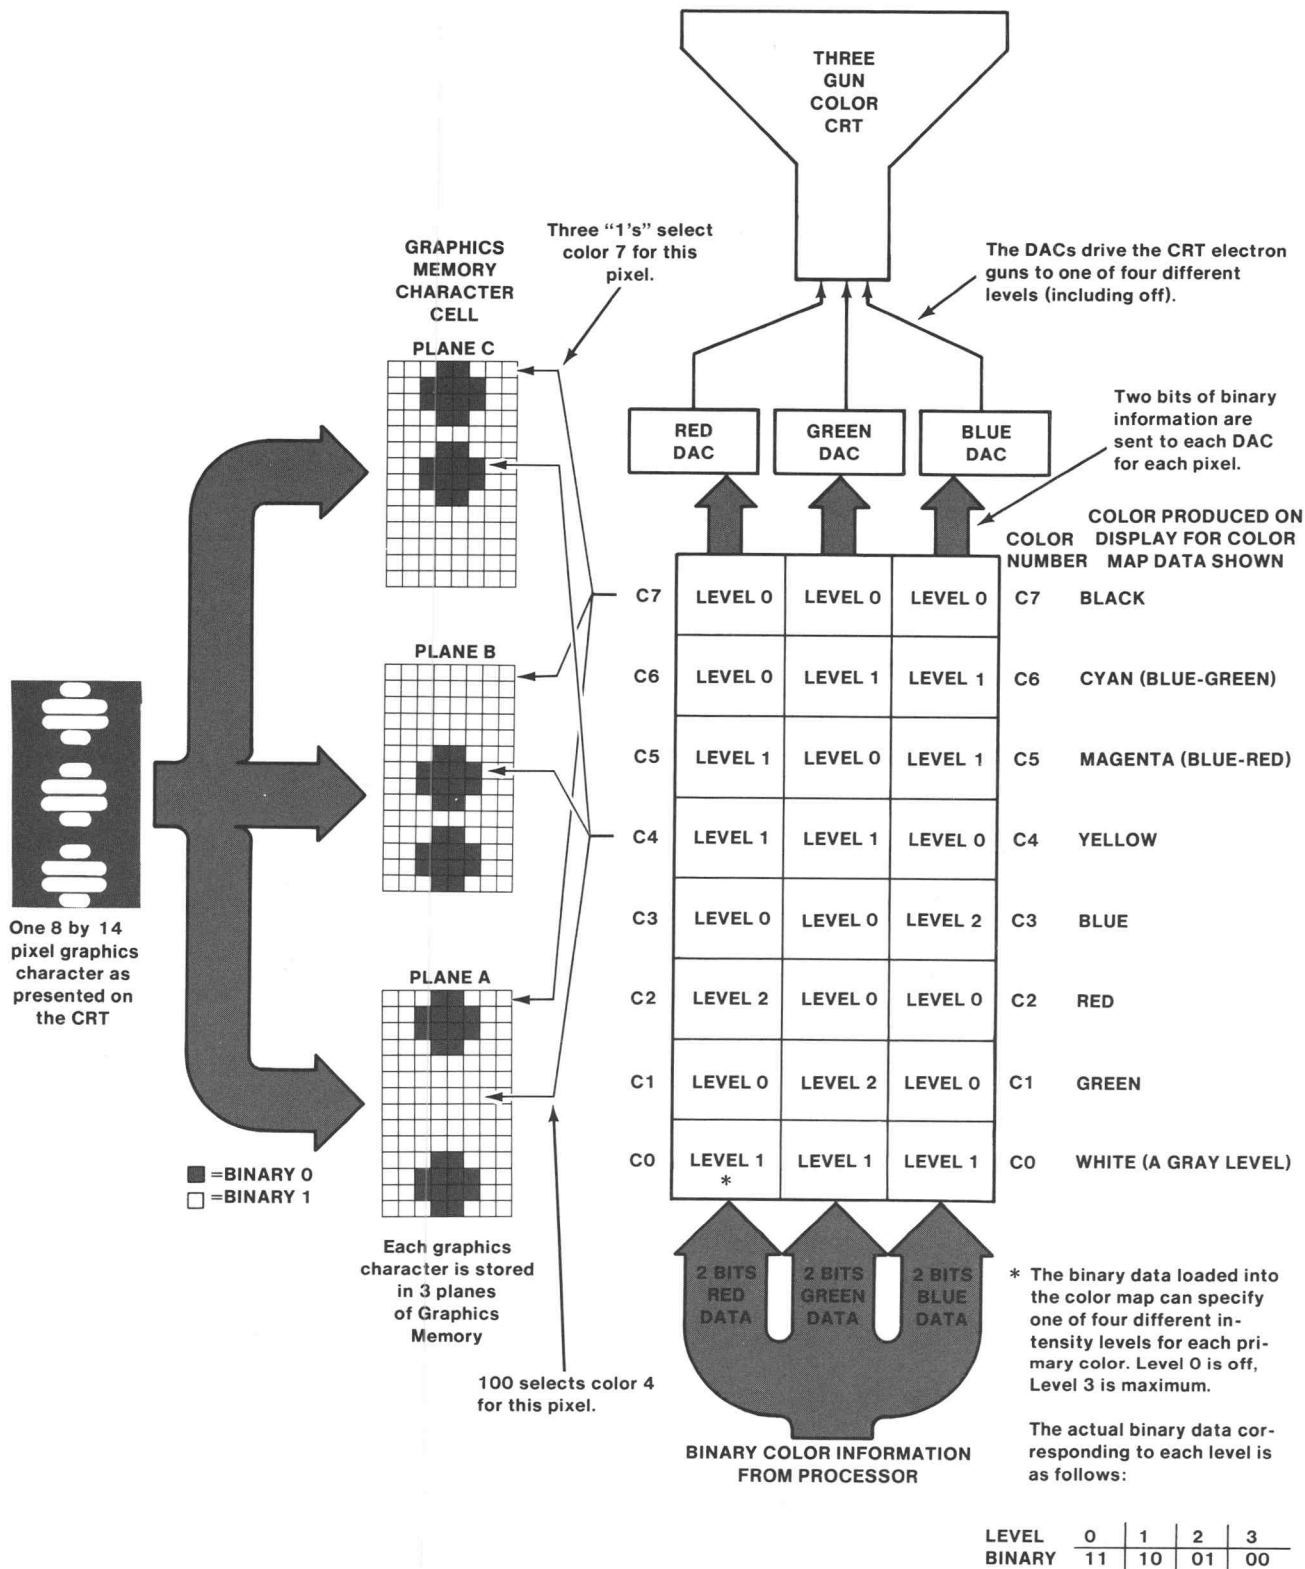 THREE
GUN
COLOR
CRT
Three “1’s” select
color 7 for this
pixel.
GRAPHICS
MEMORY
CHARACTER
CELL
The DACs drive the CRT electron
guns to one of four different
levels (including off).
PLANE C
Two bits of binary
information are
sent to each DAC
for each pixel.
RED
DAC
GREEN
DAC
BLUE
DAC
COLOR
NUMBER
COLOR PRODUCED ON
DISPLAY FOR COLOR
MAP DATA SHOWN
C7 LEVEL 0 LEVEL 0 LEVEL 0 C7 BLACK
PLANE B
C6 LEVEL 0 LEVEL 1 LEVEL 1 C6 CYAN (BLUE-GREEN)
C5 LEVEL 1 LEVEL 0 LEVEL 1 C5 MAGENTA (BLUE-RED)
C4 LEVEL 1 LEVEL 1 LEVEL 0 C4 YELLOW
C3 LEVEL 0 LEVEL 0 LEVEL 2 C3 BLUE
One 8 by 14
pixel graphics
character as
presented on
the CRT
PLANE A
C2 LEVEL 2 LEVEL 0 LEVEL 0 C2 RED
C1 LEVEL 0 LEVEL 2 LEVEL 0 C1 GREEN
C0 LEVEL 1 LEVEL 1 LEVEL 1 C0 WHITE (A GRAY LEVEL)
*
=BINARY 0
=BINARY 1
Each graphics
character is stored
in 3 planes
of Graphics
Memory
2 BITS
RED
DATA
2 BITS
GREEN
DATA
2 BITS
BLUE
DATA
* The binary data loaded into
the color map can specify
one of four different in-
tensity levels for each pri-
mary color. Level 0 is off,
Level 3 is maximum.
100 selects color 4
for this pixel.
BINARY COLOR INFORMATION
FROM PROCESSOR
The actual binary data cor-
responding to each level is
as follows:
LEVEL 0 1 2 3
BINARY 11 10 01 00